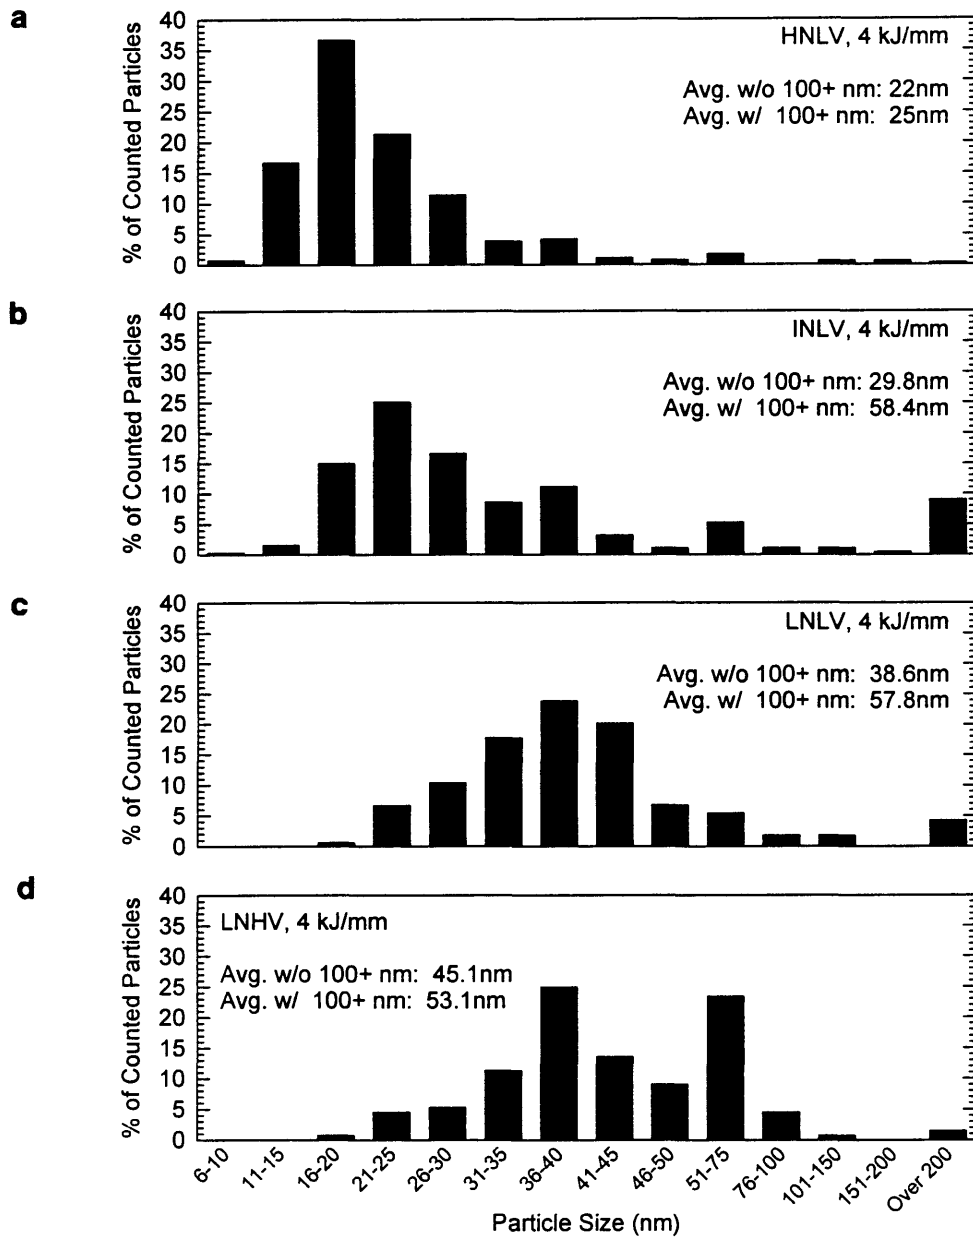 a
% of Counted Particles
40
35
30
25
20
15
10
5
0
HNLV, 4 kJ/mm
Avg. w/o 100+ nm: 22nm
Avg. w/ 100+ nm: 25nm
b
% of Counted Particles
40
35
30
25
20
15
10
5
0
INLV, 4 kJ/mm
Avg. w/o 100+ nm: 29.8nm
Avg. w/ 100+ nm: 58.4nm
c
% of Counted Particles
40
35
30
25
20
15
10
5
0
LNLV, 4 kJ/mm
Avg. w/o 100+ nm: 38.6nm
Avg. w/ 100+ nm: 57.8nm
d
% of Counted Particles
40
35
30
25
20
15
10
5
0
LNHV, 4 kJ/mm
Avg. w/o 100+ nm: 45.1nm
Avg. w/ 100+ nm: 53.1nm
6-10
11-15
16-20
21-25
26-30
31-35
36-40
41-45
46-50
51-75
76-100
101-150
151-200
Over 200
Particle Size (nm)